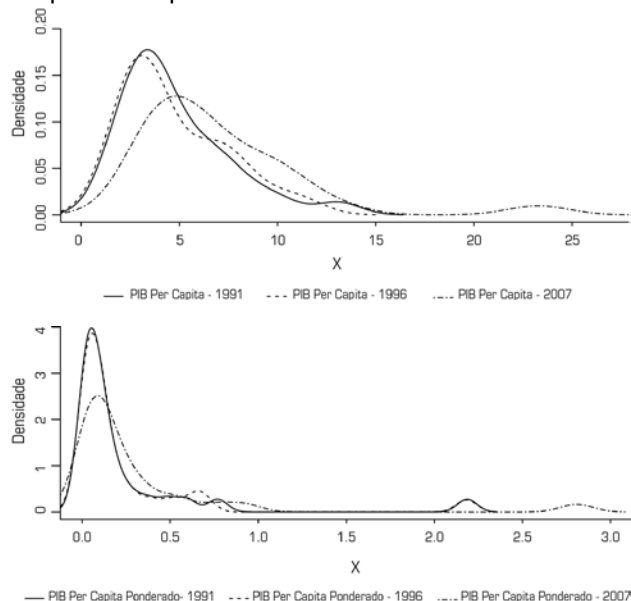 Densidade
0.20
0.15
0.10
0.05
0.00
0 5 10 15 20 25
X
PIB Per Capita - 1991 PIB Per Capita - 1996 PIB Per Capita - 2007
Densidade
4
3
2
1
0
0.0 0.5 1.0 1.5 2.0 2.5 3.0
X
PIB Per Capita Ponderado- 1991 PIB Per Capita Ponderado - 1996 PIB Per Capita Ponderado - 2007